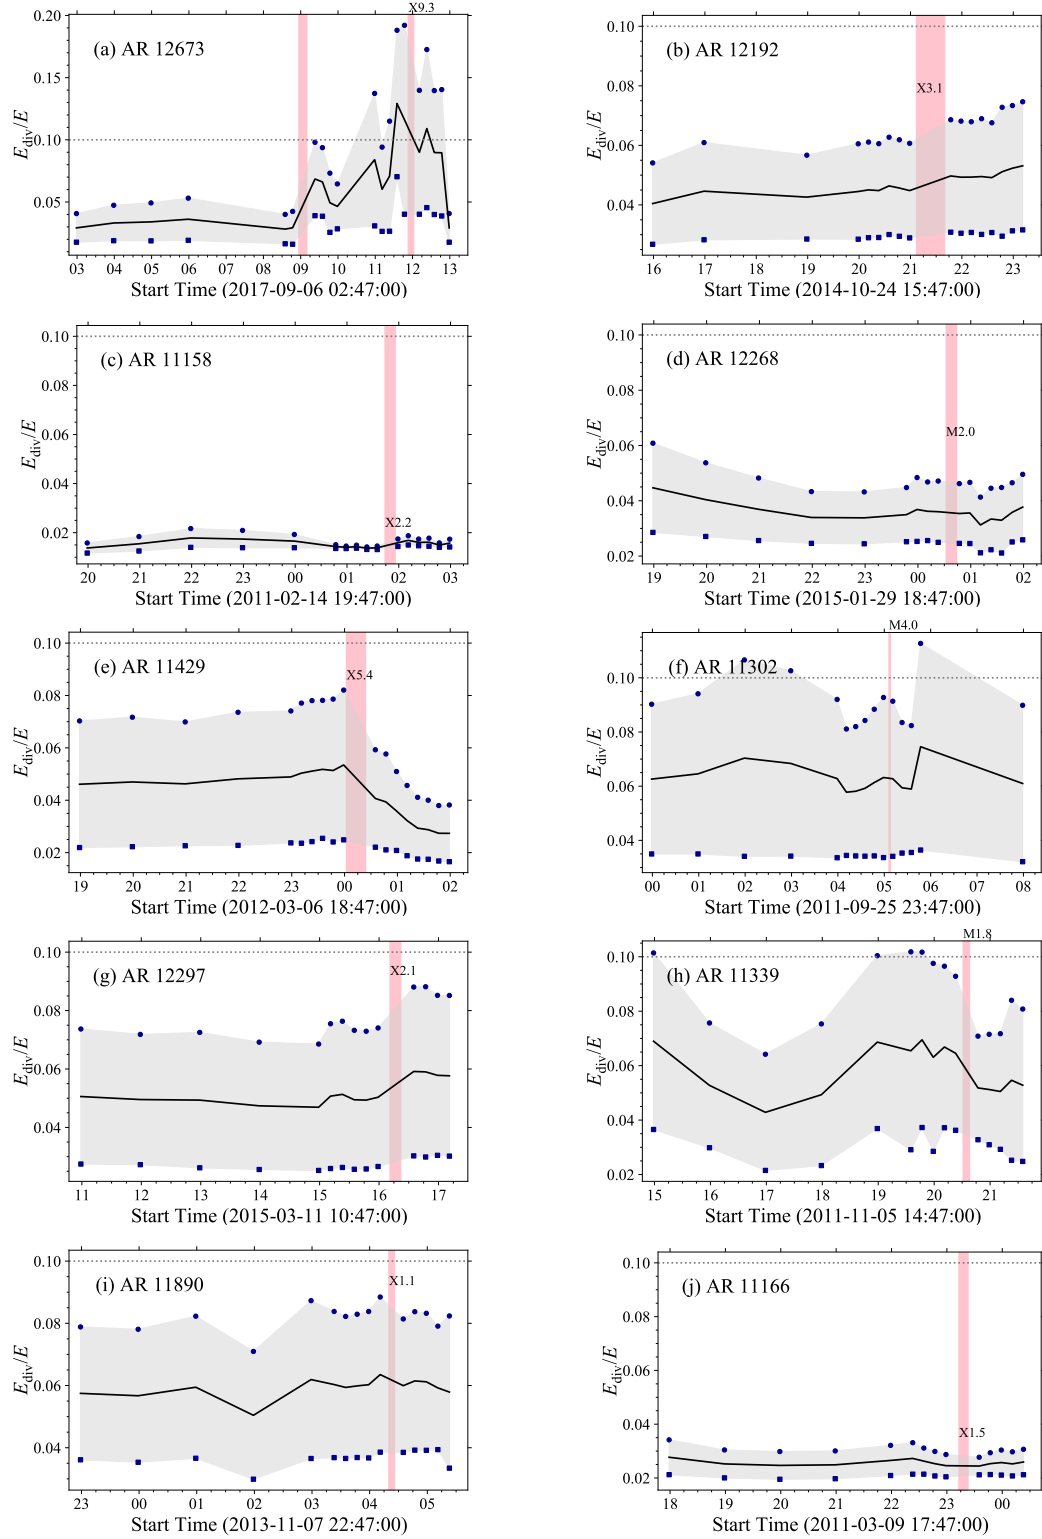 X9.3
0.20
0.15
0.10
0.05
E_div/E
(a) AR 12673
03 04 05 06 07 08 09 10 11 12 13
Start Time (2017-09-06 02:47:00)
0.10
0.08
0.06
0.04
E_div/E
(b) AR 12192
X3.1
16 17 18 19 20 21 22 23
Start Time (2014-10-24 15:47:00)
0.10
0.08
0.06
0.04
0.02
E_div/E
(c) AR 11158
X2.2
20 21 22 23 00 01 02 03
Start Time (2011-02-14 19:47:00)
0.10
0.08
0.06
0.04
0.02
E_div/E
(d) AR 12268
M2.0
19 20 21 22 23 00 01 02
Start Time (2015-01-29 18:47:00)
0.10
0.08
0.06
0.04
0.02
E_div/E
(e) AR 11429
X5.4
19 20 21 22 23 00 01 02
Start Time (2012-03-06 18:47:00)
M4.0
0.10
0.08
0.06
0.04
E_div/E
(f) AR 11302
00 01 02 03 04 05 06 07 08
Start Time (2011-09-25 23:47:00)
0.10
0.08
0.06
0.04
E_div/E
(g) AR 12297
X2.1
11 12 13 14 15 16 17
Start Time (2015-03-11 10:47:00)
M1.8
0.10
0.08
0.06
0.04
0.02
E_div/E
(h) AR 11339
15 16 17 18 19 20 21
Start Time (2011-11-05 14:47:00)
0.10
0.08
0.06
0.04
E_div/E
(i) AR 11890
X1.1
23 00 01 02 03 04 05
Start Time (2013-11-07 22:47:00)
0.10
0.08
0.06
0.04
0.02
E_div/E
(j) AR 11166
X1.5
18 19 20 21 22 23 00
Start Time (2011-03-09 17:47:00)